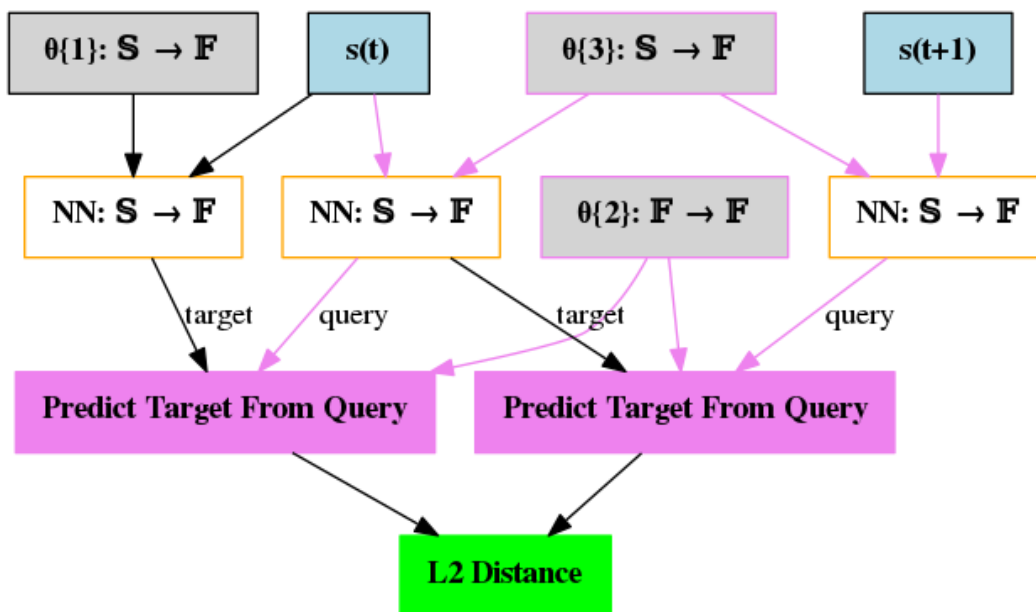 θ{1}: 𝕊 → 𝔽
s(t)
θ{3}: 𝕊 → 𝔽
s(t+1)
NN: 𝕊 → 𝔽
NN: 𝕊 → 𝔽
θ{2}: 𝔽 → 𝔽
NN: 𝕊 → 𝔽
target
query
target
query
Predict Target From Query
Predict Target From Query
L2 Distance